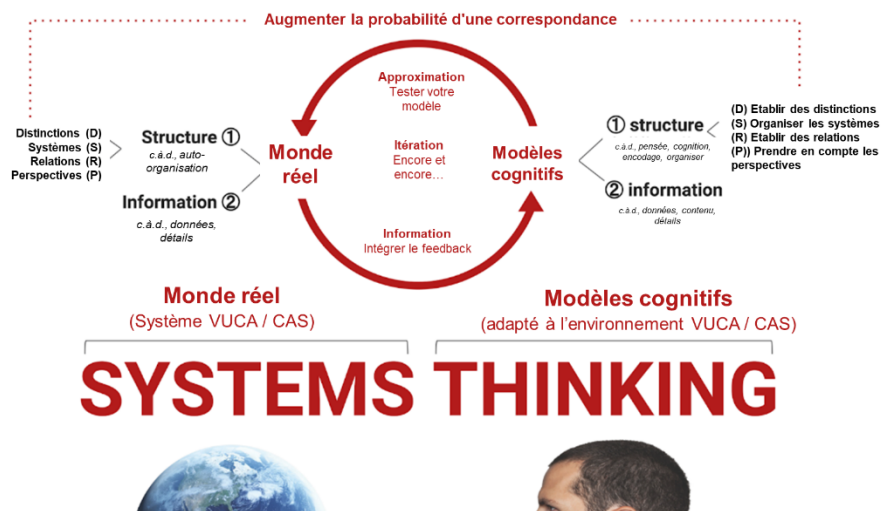 Augmenter la probabilité d'une correspondance
Distinctions (D)
Systèmes (S)
Relations (R)
Perspectives (P)
Structure ①
c.à.d., auto-
organisation
Information ②
c.à.d., données,
détails
Monde
réel
Approximation
Tester votre
modèle
Itération
Encore et
encore…
Information
Intégrer le feedback
Modèles
cognitifs
① structure
c.à.d., pensée, cognition,
encodage, organiser
② information
c.à.d., données, contenu,
détails
(D) Etablir des distinctions
(S) Organiser les systèmes
(R) Etablir des relations
(P)) Prendre en compte les
perspectives
Monde réel
(Système VUCA / CAS)
Modèles cognitifs
(adapté à l’environnement VUCA / CAS)
SYSTEMS THINKING